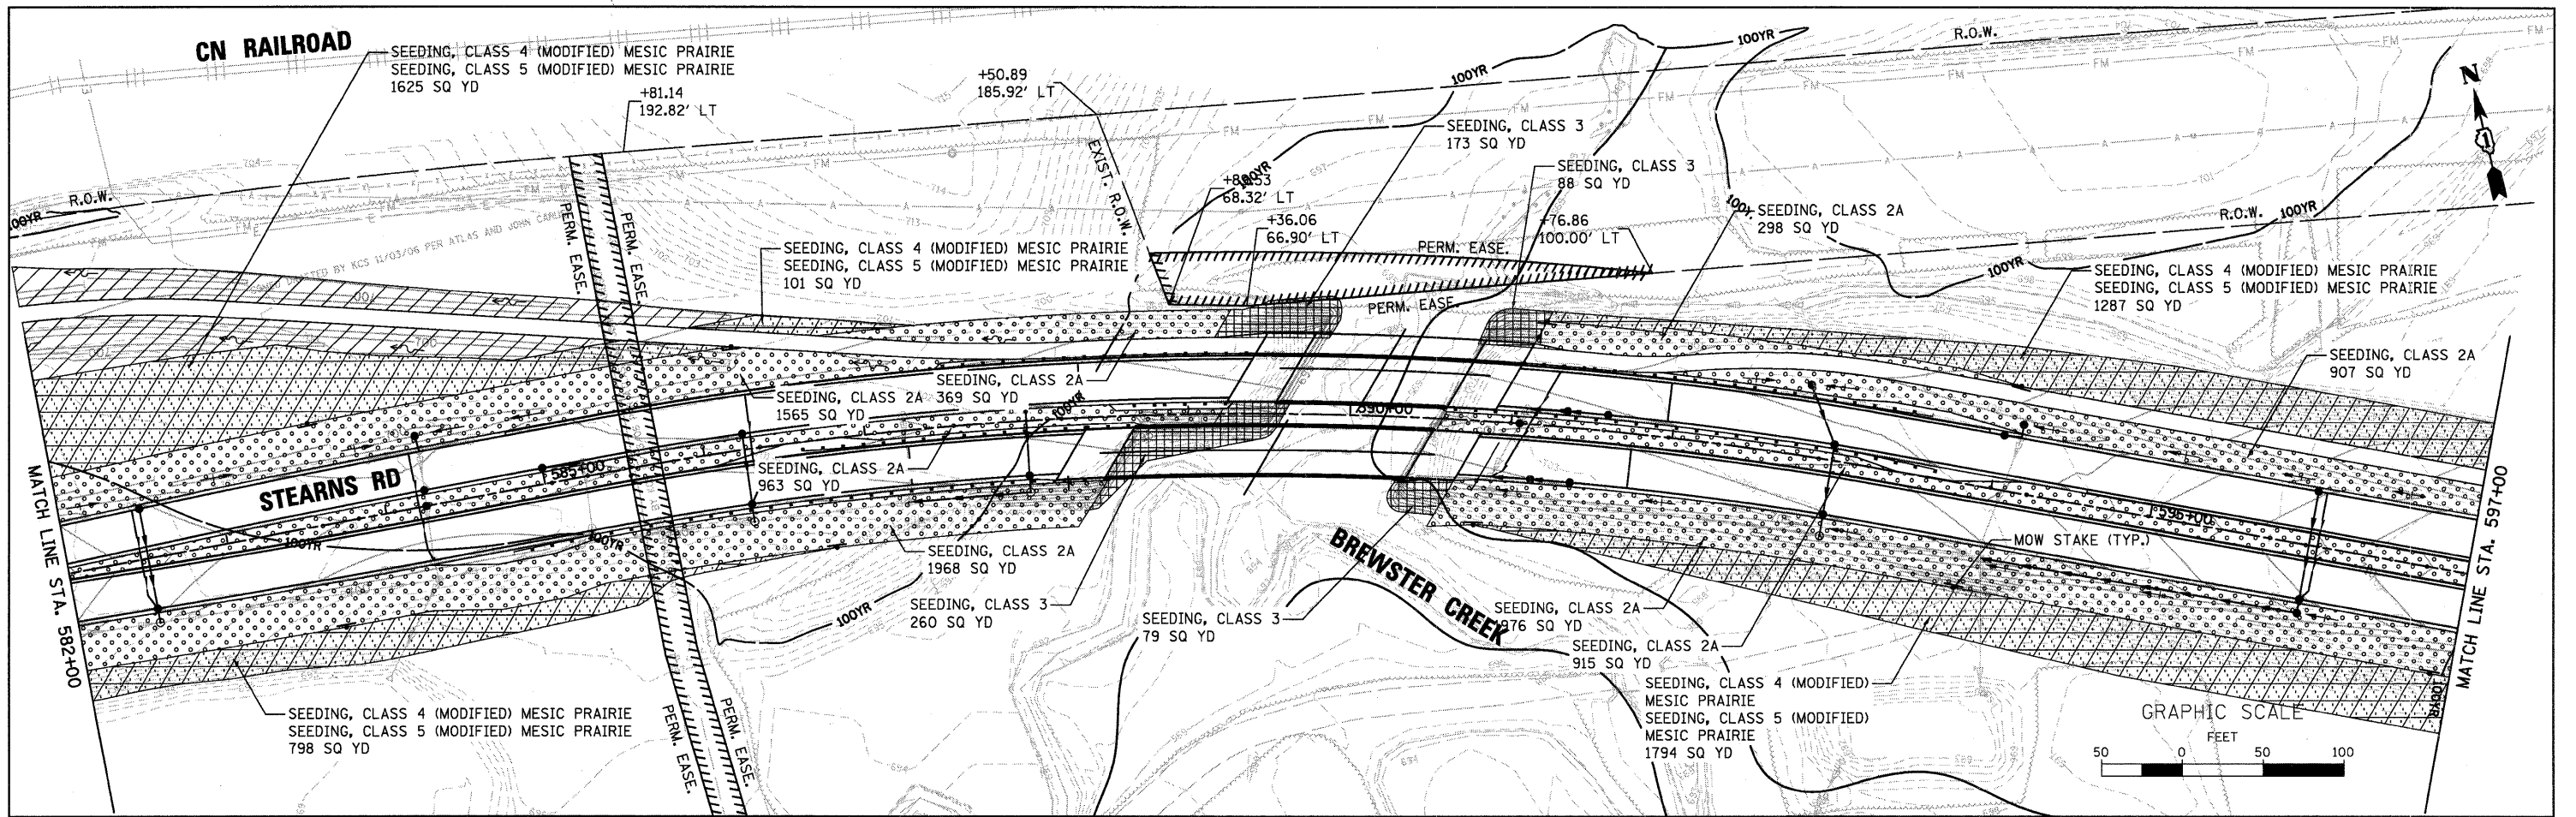 CN RAILROAD
SEEDING, CLASS 4 (MODIFIED) MESIC PRAIRIE
SEEDING, CLASS 5 (MODIFIED) MESIC PRAIRIE
1625 SQ YD
+81.14
192.82' LT
+50.89
185.92' LT
EXIST. R.O.W.
100YR
100YR
R.O.W.
N
SEEDING, CLASS 3
173 SQ YD
SEEDING, CLASS 3
88 SQ YD
100YR
68.32' LT
+36.06
66.90' LT
+76.86
100.00' LT
SEEDING, CLASS 2A
298 SQ YD
R.O.W.
100YR
100YR
R.O.W.
PERM. EASE.
PERM. EASE.
PERM. EASE.
PERM. EASE.
SEEDING, CLASS 4 (MODIFIED) MESIC PRAIRIE
SEEDING, CLASS 5 (MODIFIED) MESIC PRAIRIE
101 SQ YD
SEEDING, CLASS 4 (MODIFIED) MESIC PRAIRIE
SEEDING, CLASS 5 (MODIFIED) MESIC PRAIRIE
1287 SQ YD
SEEDING, CLASS 2A
907 SQ YD
SEEDING, CLASS 2A
369 SQ YD
SEEDING, CLASS 2A
1565 SQ YD
100YR
STEARNS RD
585+00
SEEDING, CLASS 2A
963 SQ YD
595+00
MATCH LINE STA. 582+00
MATCH LINE STA. 597+00
100YR
100YR
SEEDING, CLASS 2A
1968 SQ YD
BREWSTER CREEK
MOW STAKE (TYP.)
SEEDING, CLASS 3
260 SQ YD
100YR
SEEDING, CLASS 3
79 SQ YD
SEEDING, CLASS 2A
SEEDING, CLASS 2A
915 SQ YD
SEEDING, CLASS 4 (MODIFIED)
MESIC PRAIRIE
SEEDING, CLASS 5 (MODIFIED)
MESIC PRAIRIE
1794 SQ YD
SEEDING, CLASS 4 (MODIFIED) MESIC PRAIRIE
SEEDING, CLASS 5 (MODIFIED) MESIC PRAIRIE
798 SQ YD
PERM. EASE.
PERM. EASE.
100YR
GRAPHIC SCALE
FEET
50 0 50 100